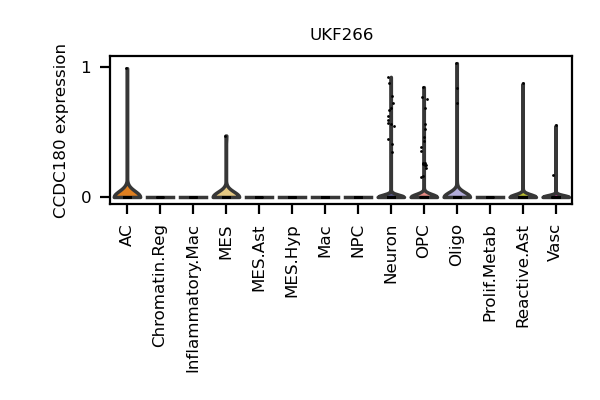 UKF266
CCDC180 expression
1
0
AC
Chromatin.Reg
Inflammatory.Mac
MES
MES.Ast
MES.Hyp
Mac
NPC
Neuron
OPC
Oligo
Prolif.Metab
Reactive.Ast
Vasc